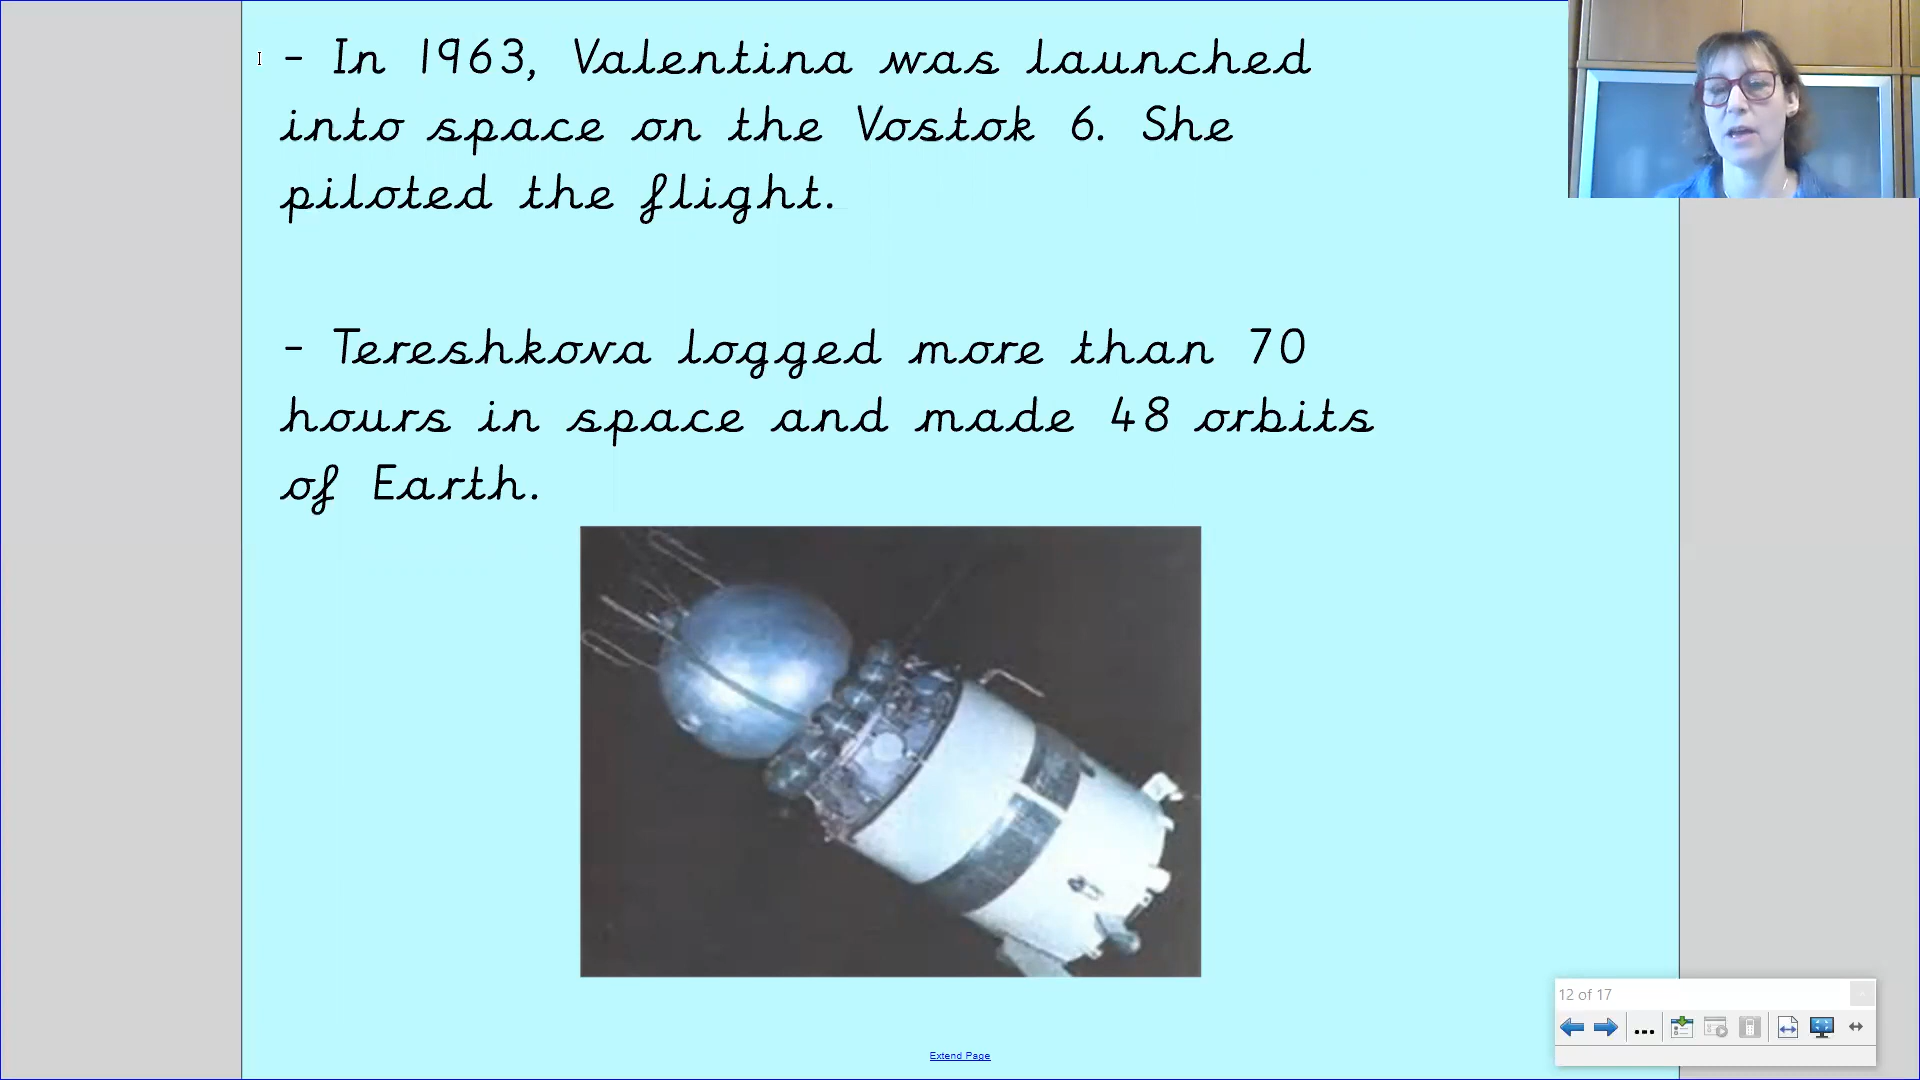 - In 1963, Valentina was launched
into space on the Vostok 6. She
piloted the flight.
- Tereshkova logged more than 70
hours in space and made 48 orbits
of Earth.
12 of 17
Extend Page